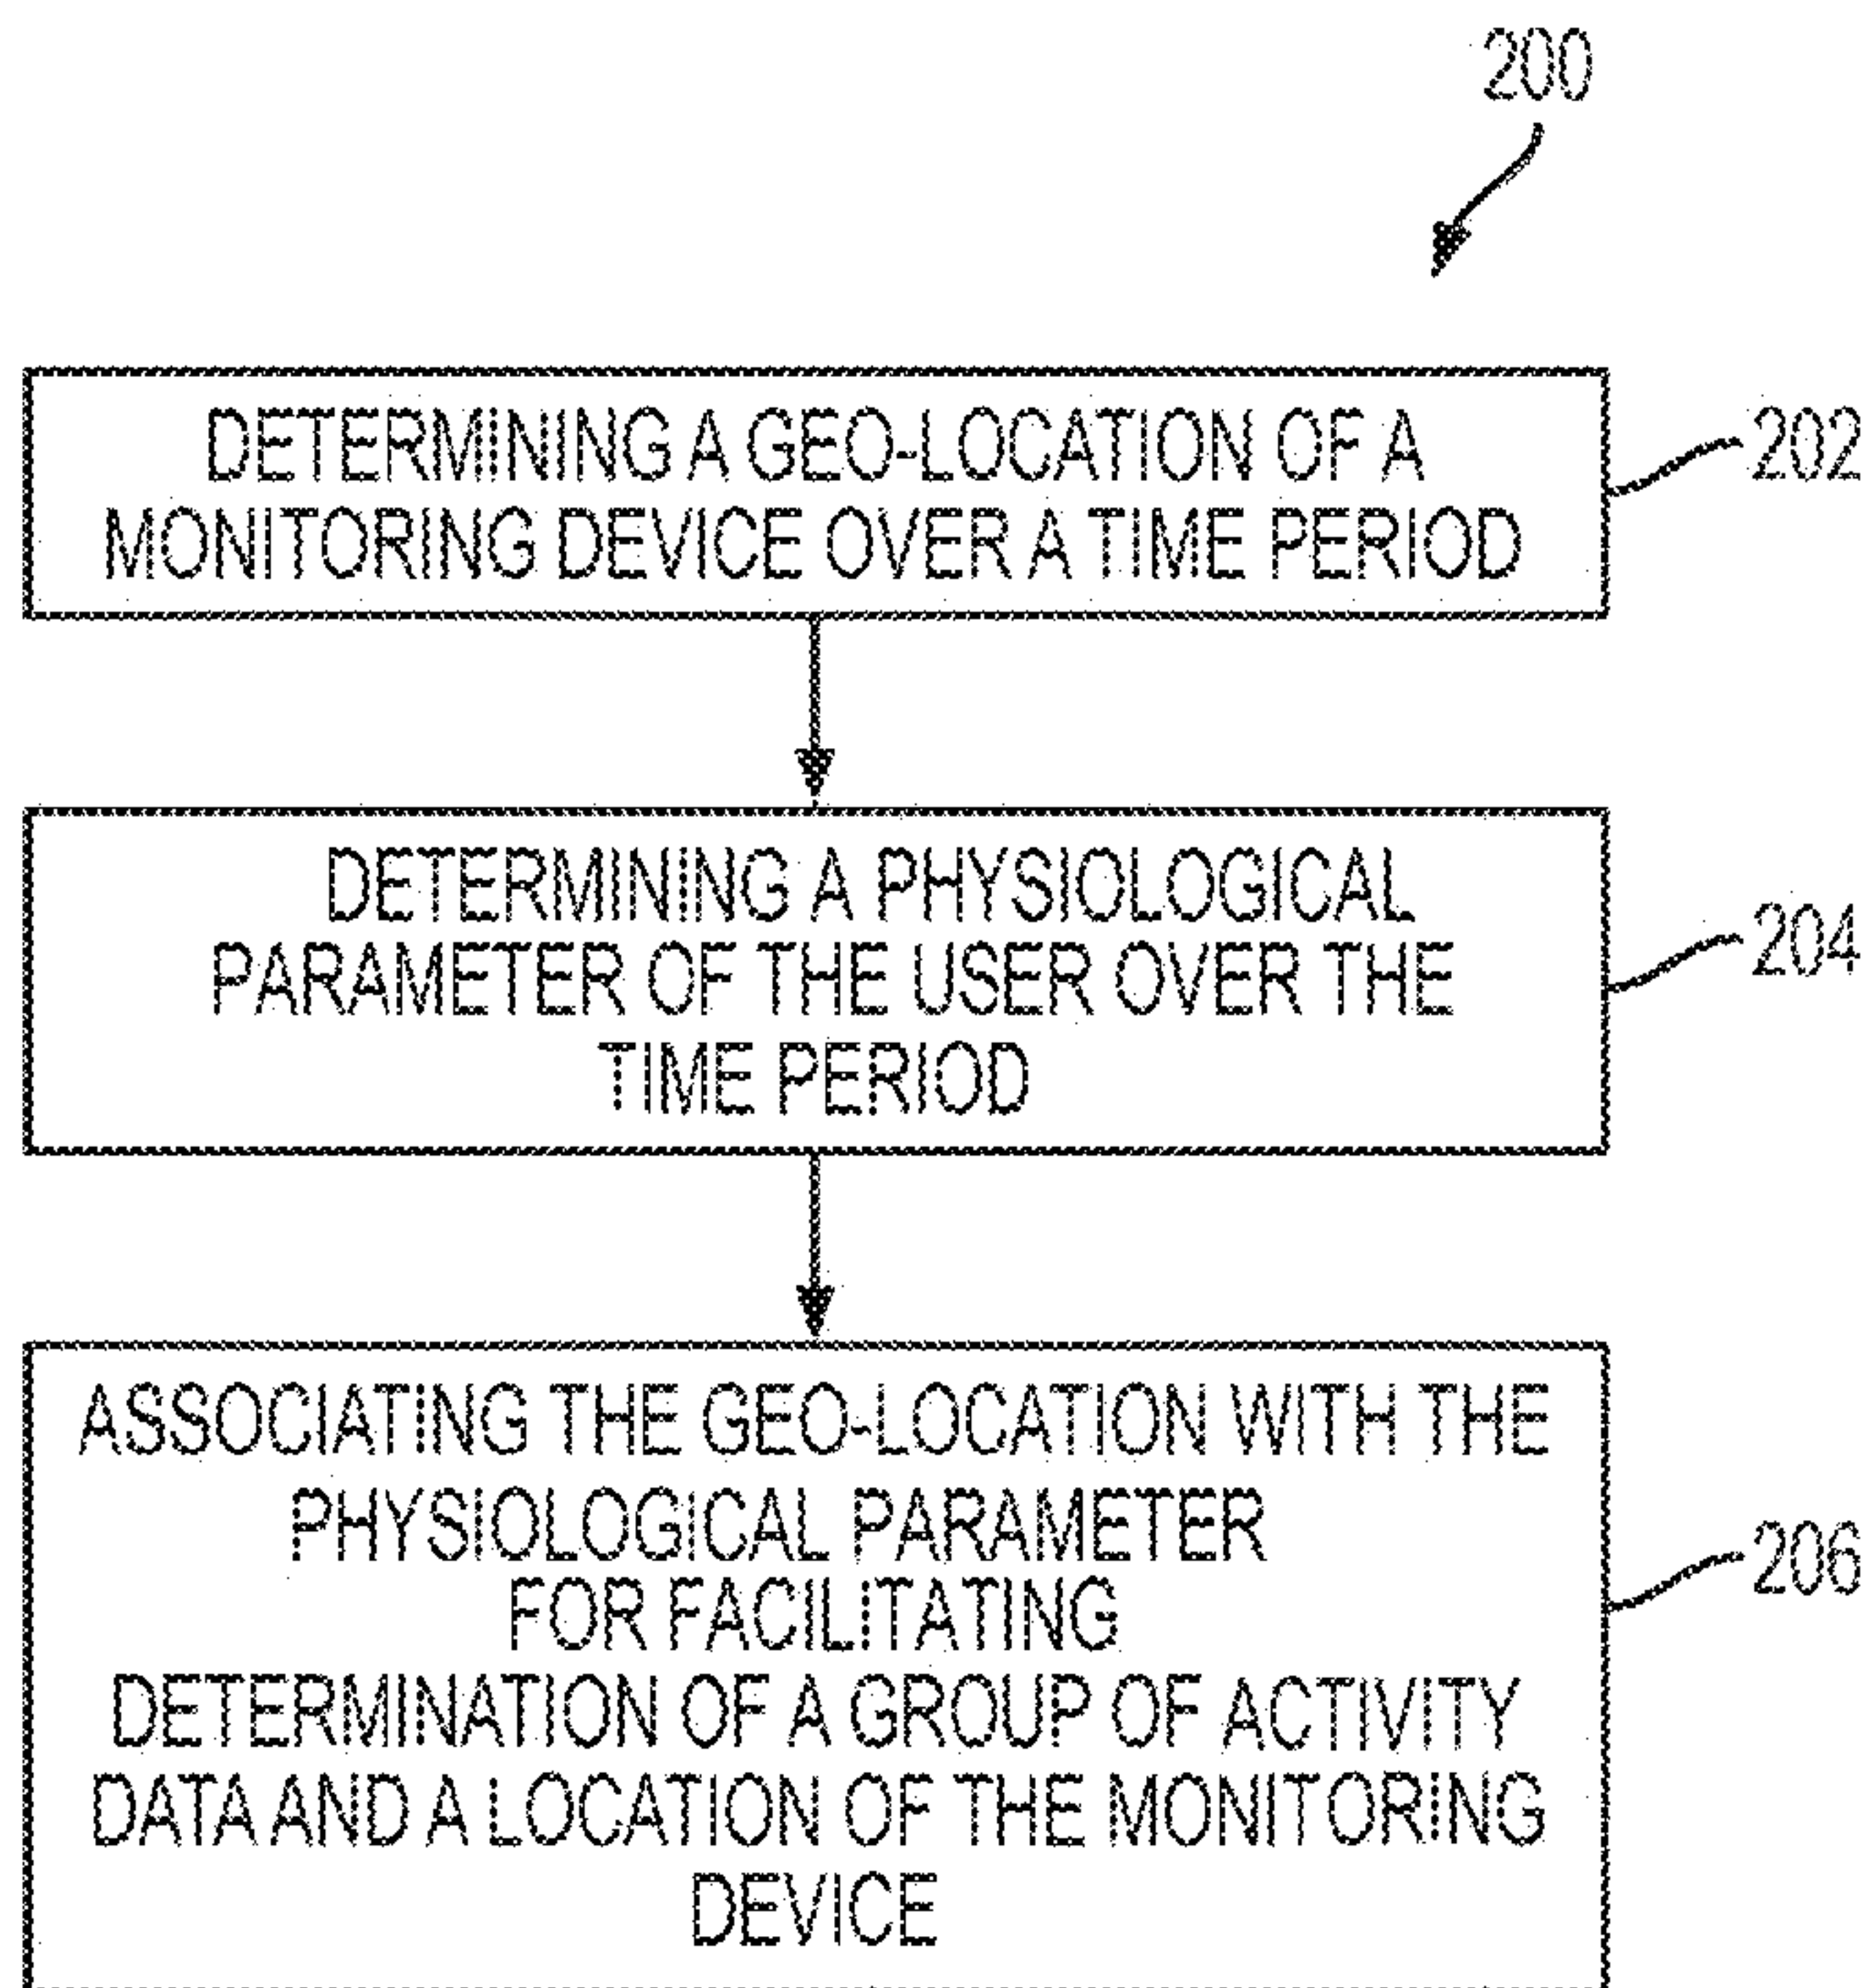 200
DETERMINING A GEO-LOCATION OF A
MONITORING DEVICE OVER A TIME PERIOD
202
DETERMINING A PHYSIOLOGICAL
PARAMETER OF THE USER OVER THE
TIME PERIOD
204
ASSOCIATING THE GEO-LOCATION WITH THE
PHYSIOLOGICAL PARAMETER
FOR FACILITATING
DETERMINATION OF A GROUP OF ACTIVITY
DATA AND A LOCATION OF THE MONITORING
DEVICE
206